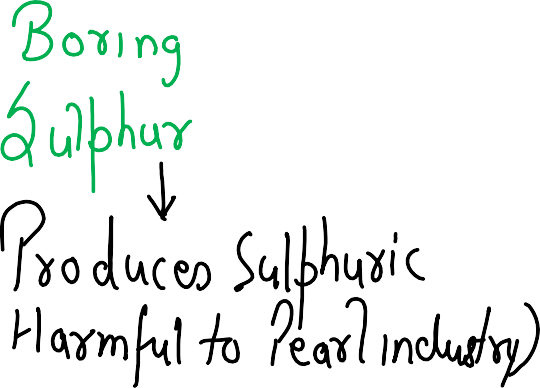 Boring
Sulphur
↓
Produces Sulphuric
Harmful to Pearl industry)